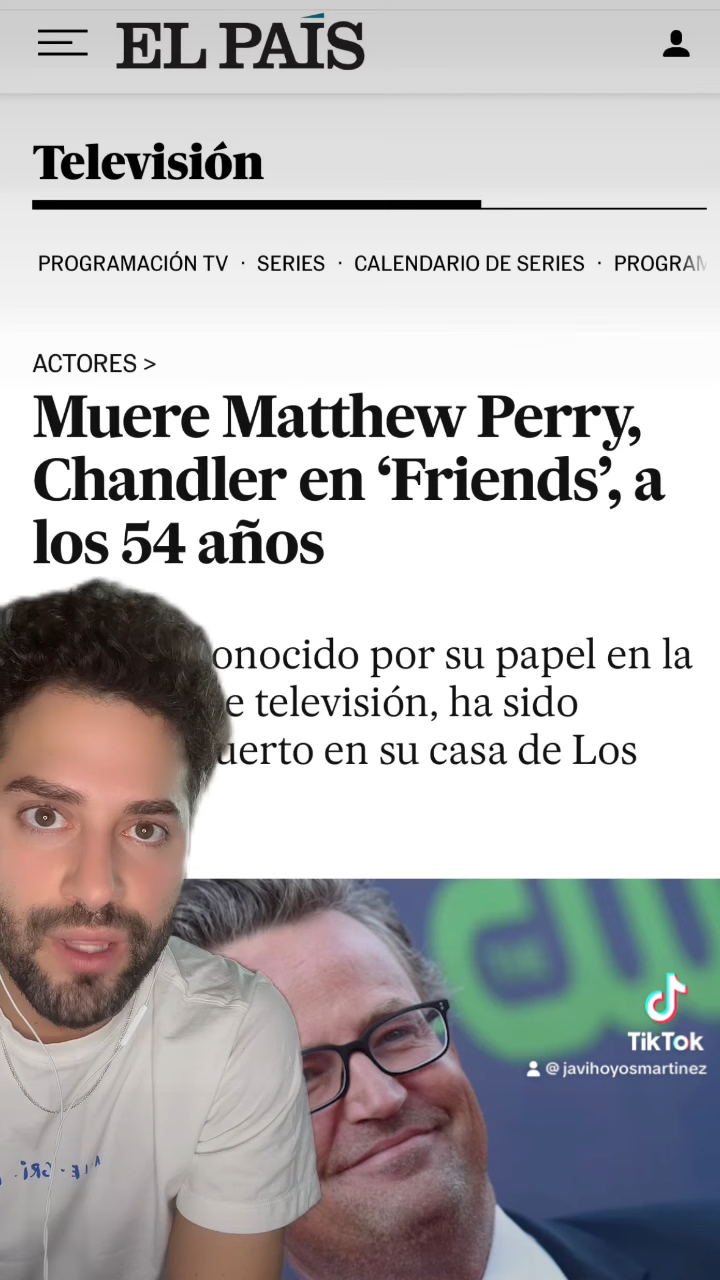 EL PAÍS
Televisión
PROGRAMACIÓN TV · SERIES · CALENDARIO DE SERIES · PROGRAM
ACTORES >
Muere Matthew Perry,
Chandler en ‘Friends’, a
los 54 años
onocido por su papel en la
e televisión, ha sido
uerto en su casa de Los
TikTok
@javihoyosmartinez